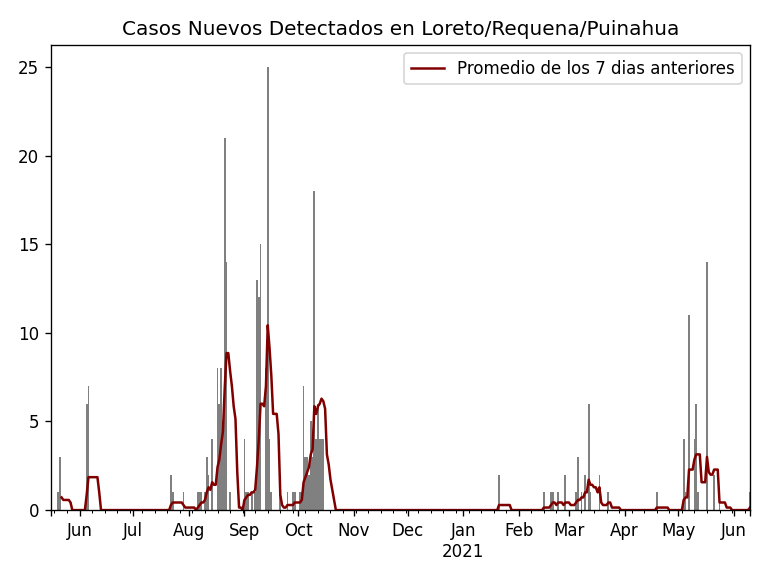 Casos Nuevos Detectados en Loreto/Requena/Puinahua
Promedio de los 7 dias anteriores
25
20
15
10
5
0
Jun Jul Aug Sep Oct Nov Dec Jan Feb Mar Apr May Jun
2021